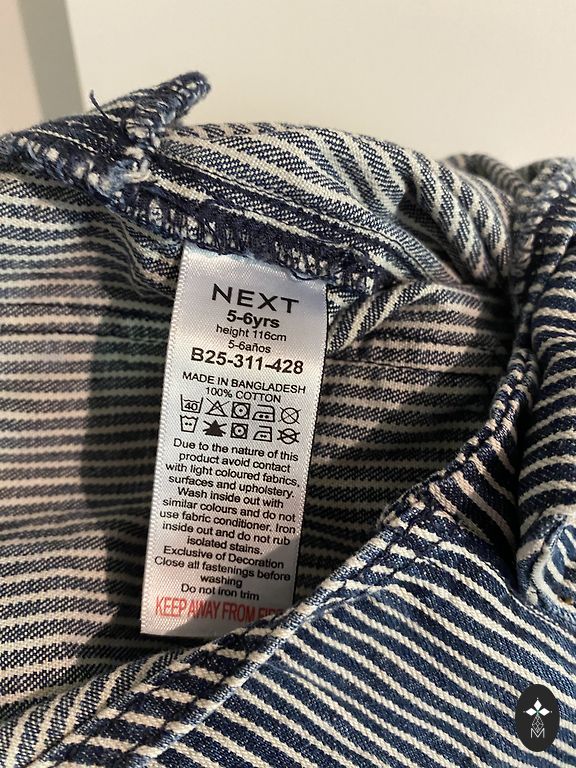 NEXT
5-6yrs
height 116cm
5-6años
B25-311-428
MADE IN BANGLADESH
100% COTTON
40
Due to the nature of this
product avoid contact
with light coloured fabrics,
surfaces and upholstery.
Wash inside out with
similar colours and do not
use fabric conditioner. Iron
inside out and do not rub
isolated stains.
Exclusive of Decoration
Close all fastenings before
washing
Do not iron trim
KEEP AWAY FROM FIRE
M